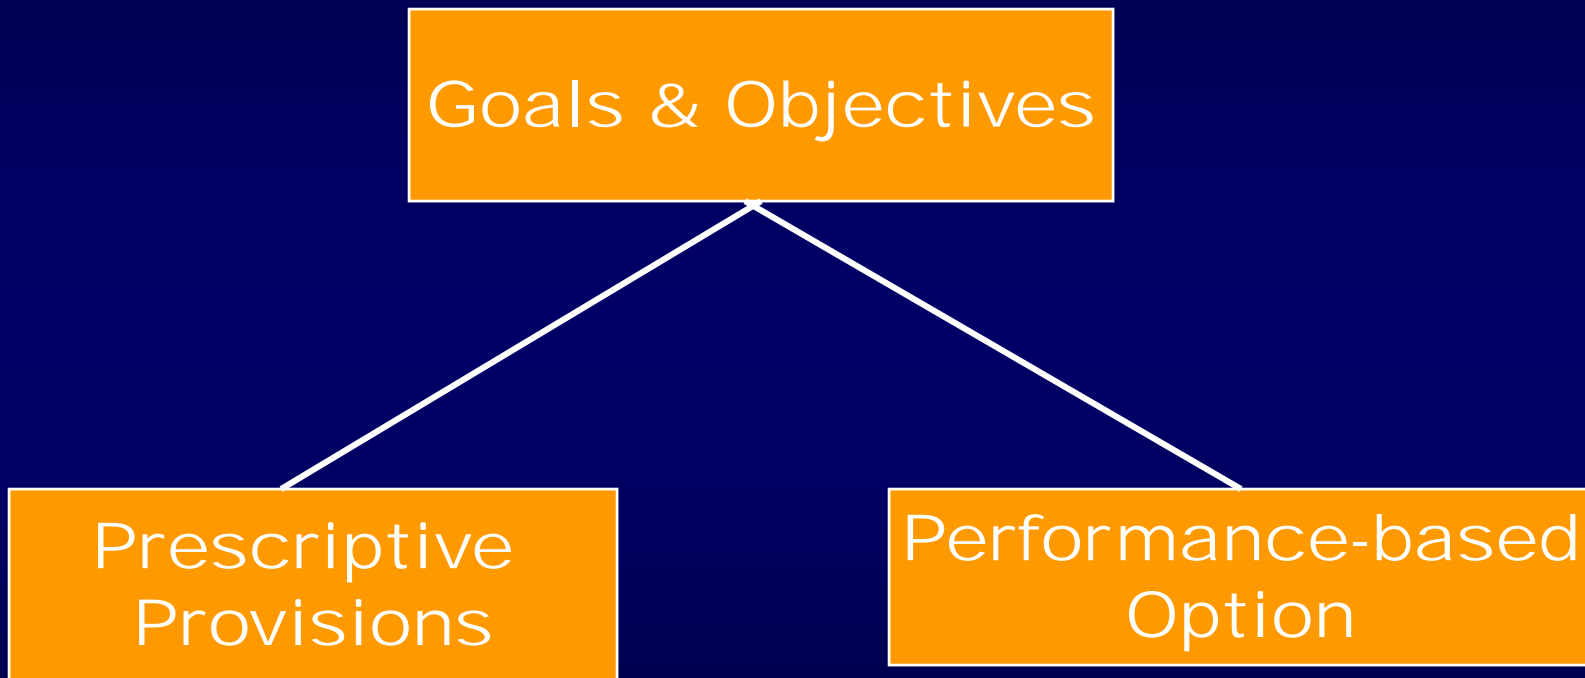 Goals & Objectives
Prescriptive
Provisions
Performance-based
Option